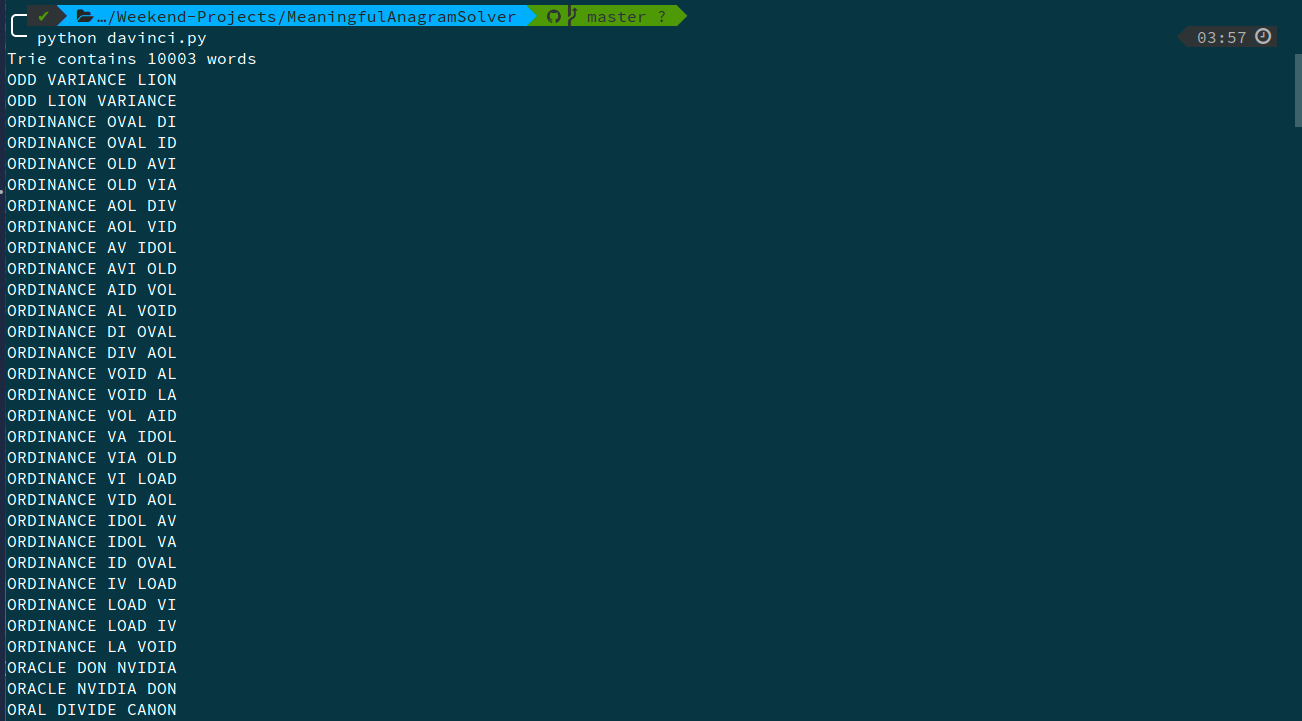 ✔ …/Weekend-Projects/MeaningfulAnagramSolver master ?
python davinci.py 03:57
Trie contains 10003 words
ODD VARIANCE LION
ODD LION VARIANCE
ORDINANCE OVAL DI
ORDINANCE OVAL ID
ORDINANCE OLD AVI
ORDINANCE OLD VIA
ORDINANCE AOL DIV
ORDINANCE AOL VID
ORDINANCE AV IDOL
ORDINANCE AVI OLD
ORDINANCE AID VOL
ORDINANCE AL VOID
ORDINANCE DI OVAL
ORDINANCE DIV AOL
ORDINANCE VOID AL
ORDINANCE VOID LA
ORDINANCE VOL AID
ORDINANCE VA IDOL
ORDINANCE VIA OLD
ORDINANCE VI LOAD
ORDINANCE VID AOL
ORDINANCE IDOL AV
ORDINANCE IDOL VA
ORDINANCE ID OVAL
ORDINANCE IV LOAD
ORDINANCE LOAD VI
ORDINANCE LOAD IV
ORDINANCE LA VOID
ORACLE DON NVIDIA
ORACLE NVIDIA DON
ORAL DIVIDE CANON